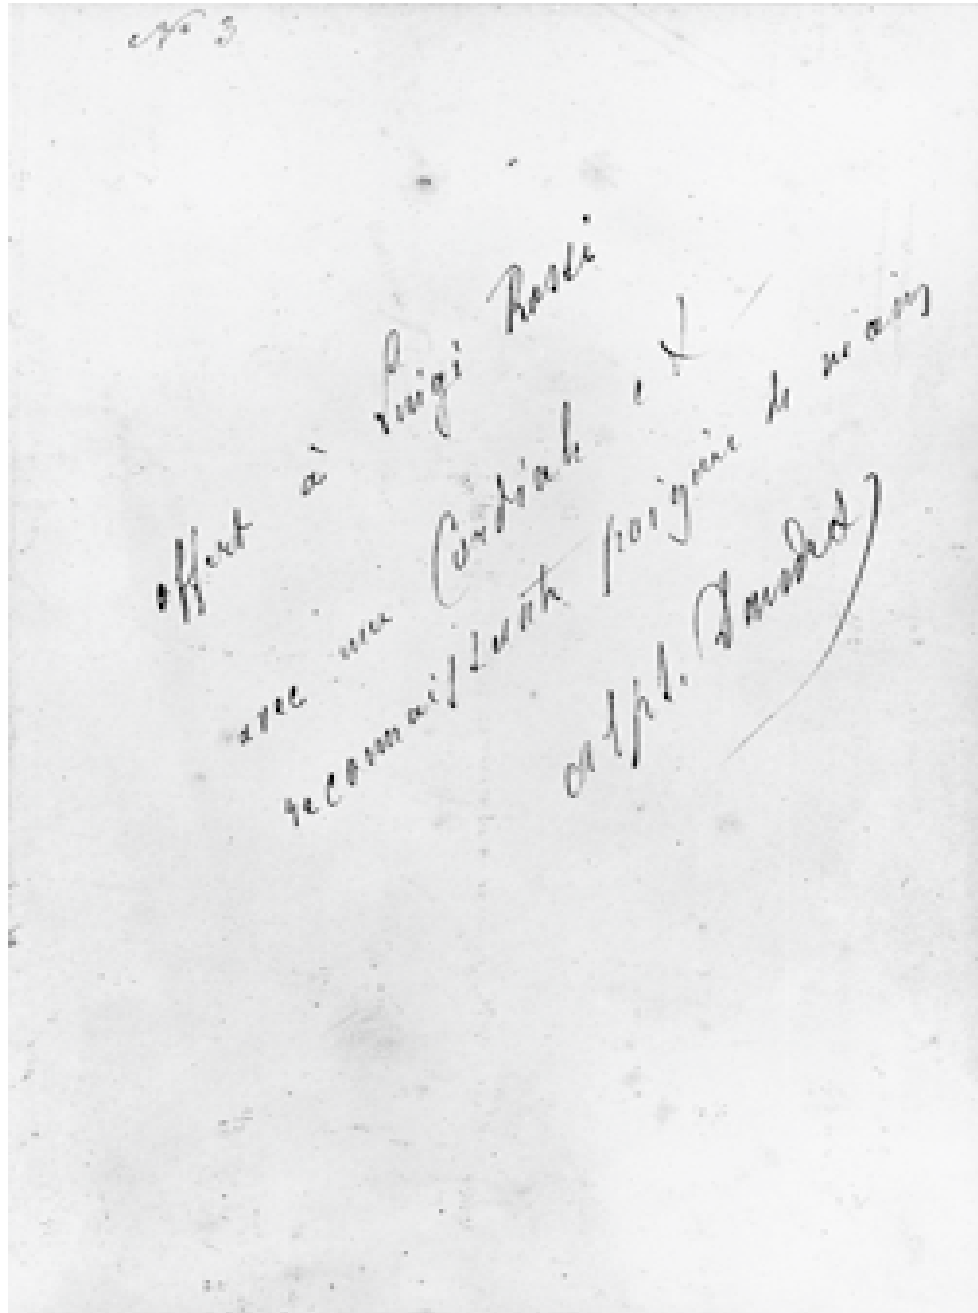 No 3
offert à Luigi Rossi
avec une Cordiale et
reconnaissante poignée de main
alph. Daudet